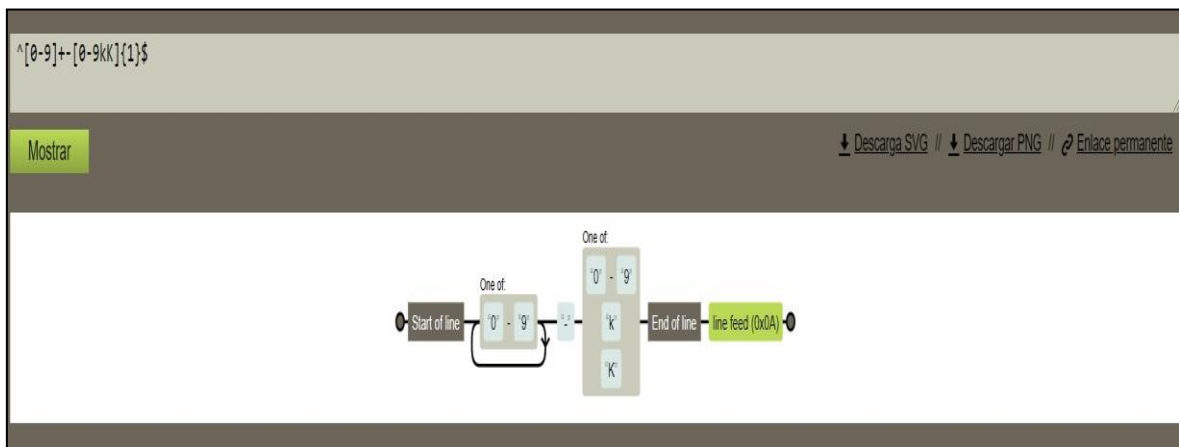 ^[0-9]+-[0-9kK]{1}$
Mostrar
Descarga SVG // Descargar PNG // Enlace permanente
One of:
"0" - "9"
One of:
Start of line "0" - "9" "-" "k" End of line line feed (0x0A)
"K"